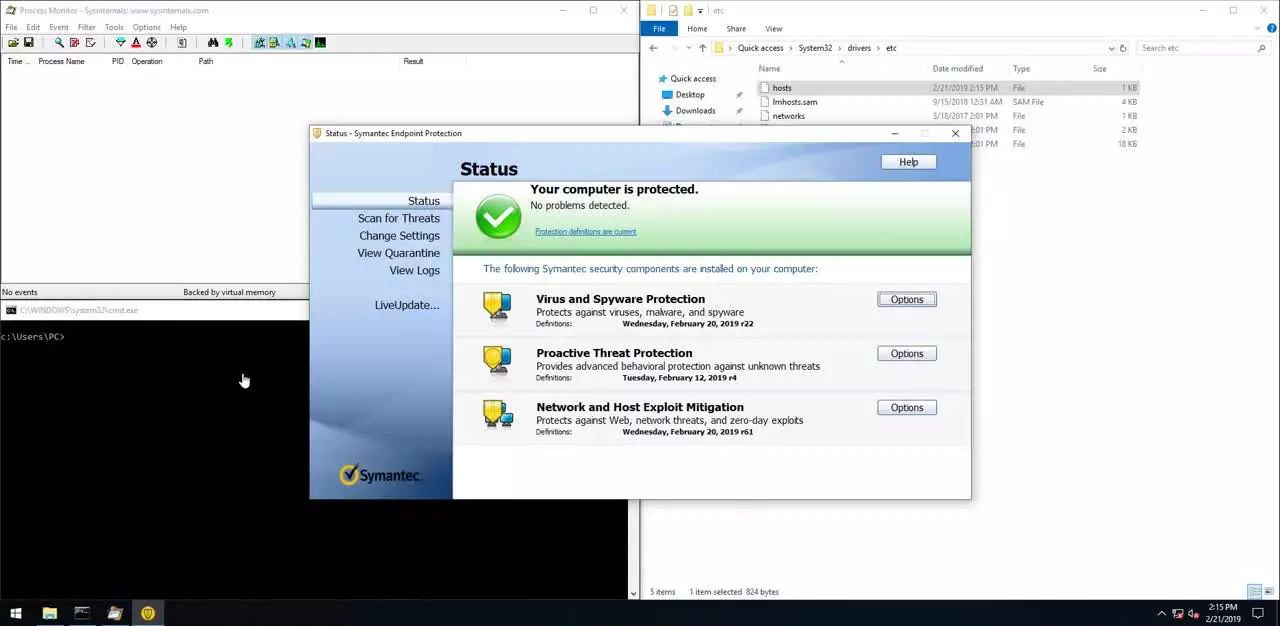 Process Monitor - Sysinternals: www.sysinternals.com
File Edit Event Filter Tools Options Help
Time ... Process Name PID Operation Path Result
No events Backed by virtual memory
C:\WINDOWS\system32\cmd.exe
c:\Users\PC>
etc
File Home Share View
Quick access › System32 › drivers › etc
Search etc
Quick access
Desktop
Downloads
Name Date modified Type Size
hosts 2/21/2019 2:15 PM File 1 KB
lmhosts.sam 9/15/2018 12:31 AM SAM File 4 KB
networks 3/18/2017 2:01 PM File 1 KB
:01 PM File 2 KB
:01 PM File 18 KB
5 items 1 item selected 824 bytes
Status - Symantec Endpoint Protection
Status
Help
Status
Scan for Threats
Change Settings
View Quarantine
View Logs
LiveUpdate...
Symantec.
Your computer is protected.
No problems detected.
Protection definitions are current
The following Symantec security components are installed on your computer:
Virus and Spyware Protection
Protects against viruses, malware, and spyware
Definitions: Wednesday, February 20, 2019 r22
Options
Proactive Threat Protection
Provides advanced behavioral protection against unknown threats
Definitions: Tuesday, February 12, 2019 r4
Options
Network and Host Exploit Mitigation
Protects against Web, network threats, and zero-day exploits
Definitions: Wednesday, February 20, 2019 r61
Options
2:15 PM
2/21/2019